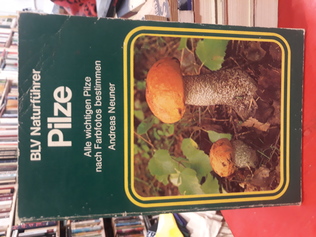 BLV Naturführer
Pilze
Alle wichtigen Pilze
nach Farbfotos bestimmen
Andreas Neuner